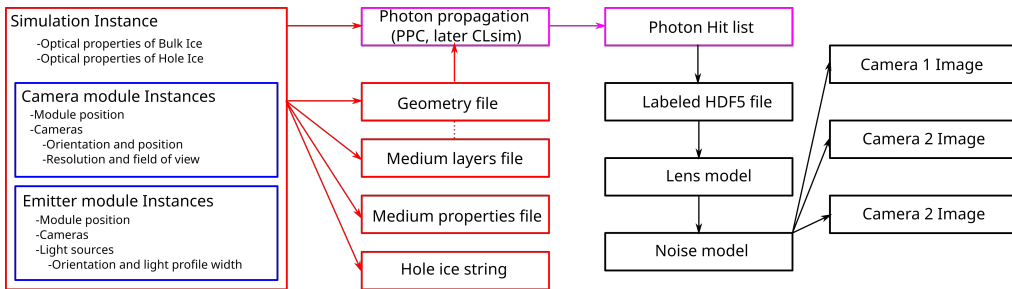 Simulation Instance
-Optical properties of Bulk Ice
-Optical properties of Hole Ice
Camera module Instances
-Module position
-Cameras
-Orientation and position
-Resolution and field of view
Emitter module Instances
-Module position
-Cameras
-Light sources
-Orientation and light profile width
Photon propagation
(PPC, later CLsim)
Geometry file
Medium layers file
Medium properties file
Hole ice string
Photon Hit list
Labeled HDF5 file
Lens model
Noise model
Camera 1 Image
Camera 2 Image
Camera 2 Image